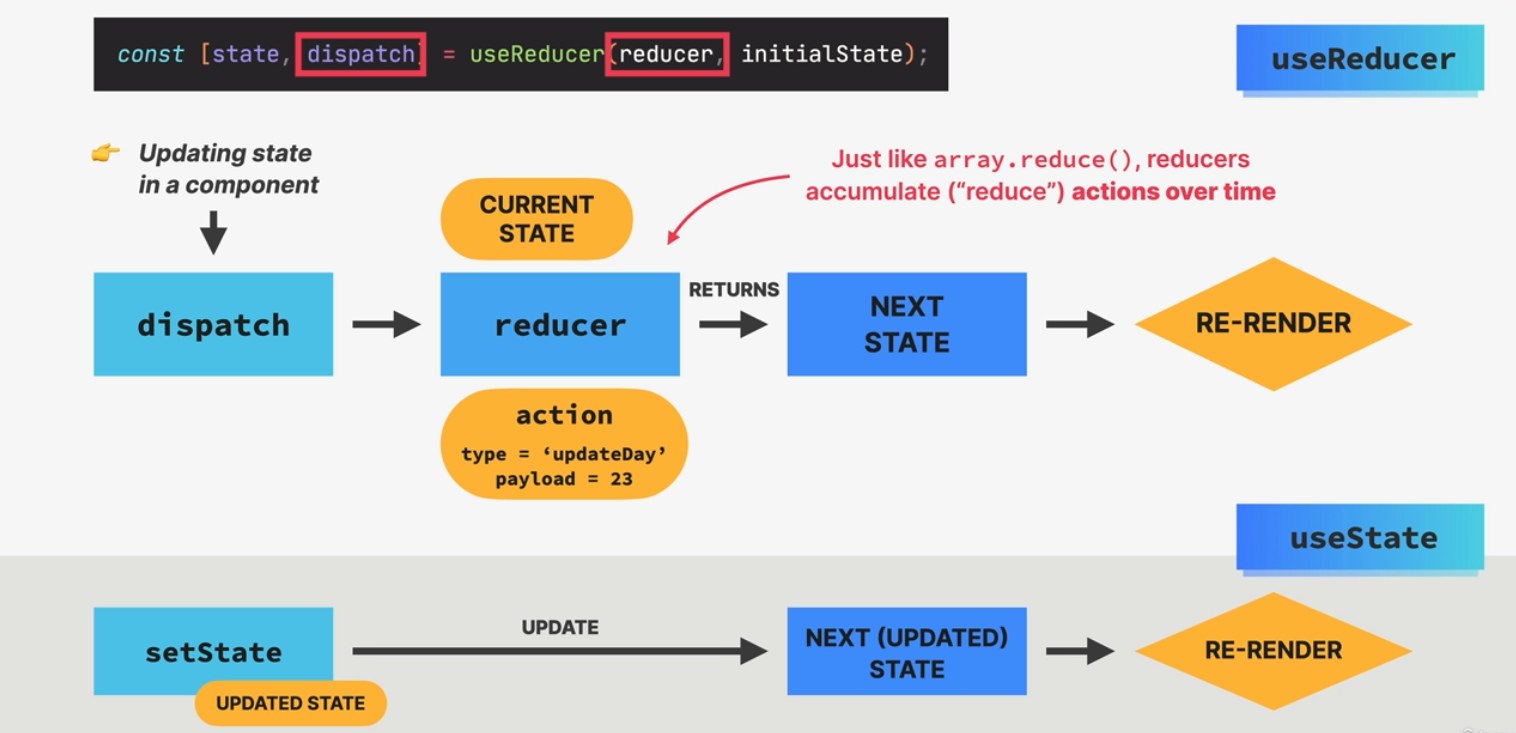 const [state, dispatch] = useReducer(reducer, initialState);
useReducer
Updating state
in a component
Just like array.reduce(), reducers
accumulate (“reduce”) actions over time
CURRENT
STATE
dispatch
reducer
RETURNS
NEXT
STATE
RE-RENDER
action
type = ‘updateDay’
payload = 23
useState
setState
UPDATE
NEXT (UPDATED)
STATE
RE-RENDER
UPDATED STATE